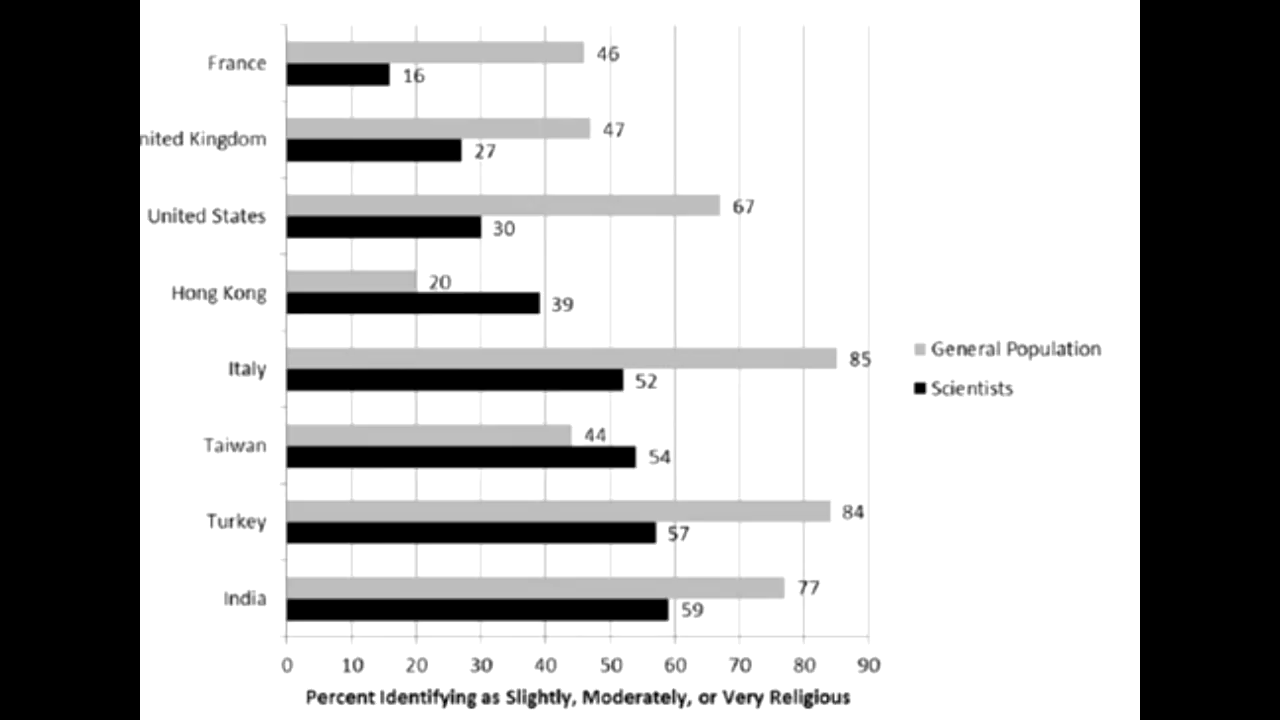 France
46
16
nited Kingdom
47
27
United States
67
30
Hong Kong
20
39
Italy
85
52
Taiwan
44
54
Turkey
84
57
India
77
59
0 10 20 30 40 50 60 70 80 90
Percent Identifying as Slightly, Moderately, or Very Religious
General Population
Scientists